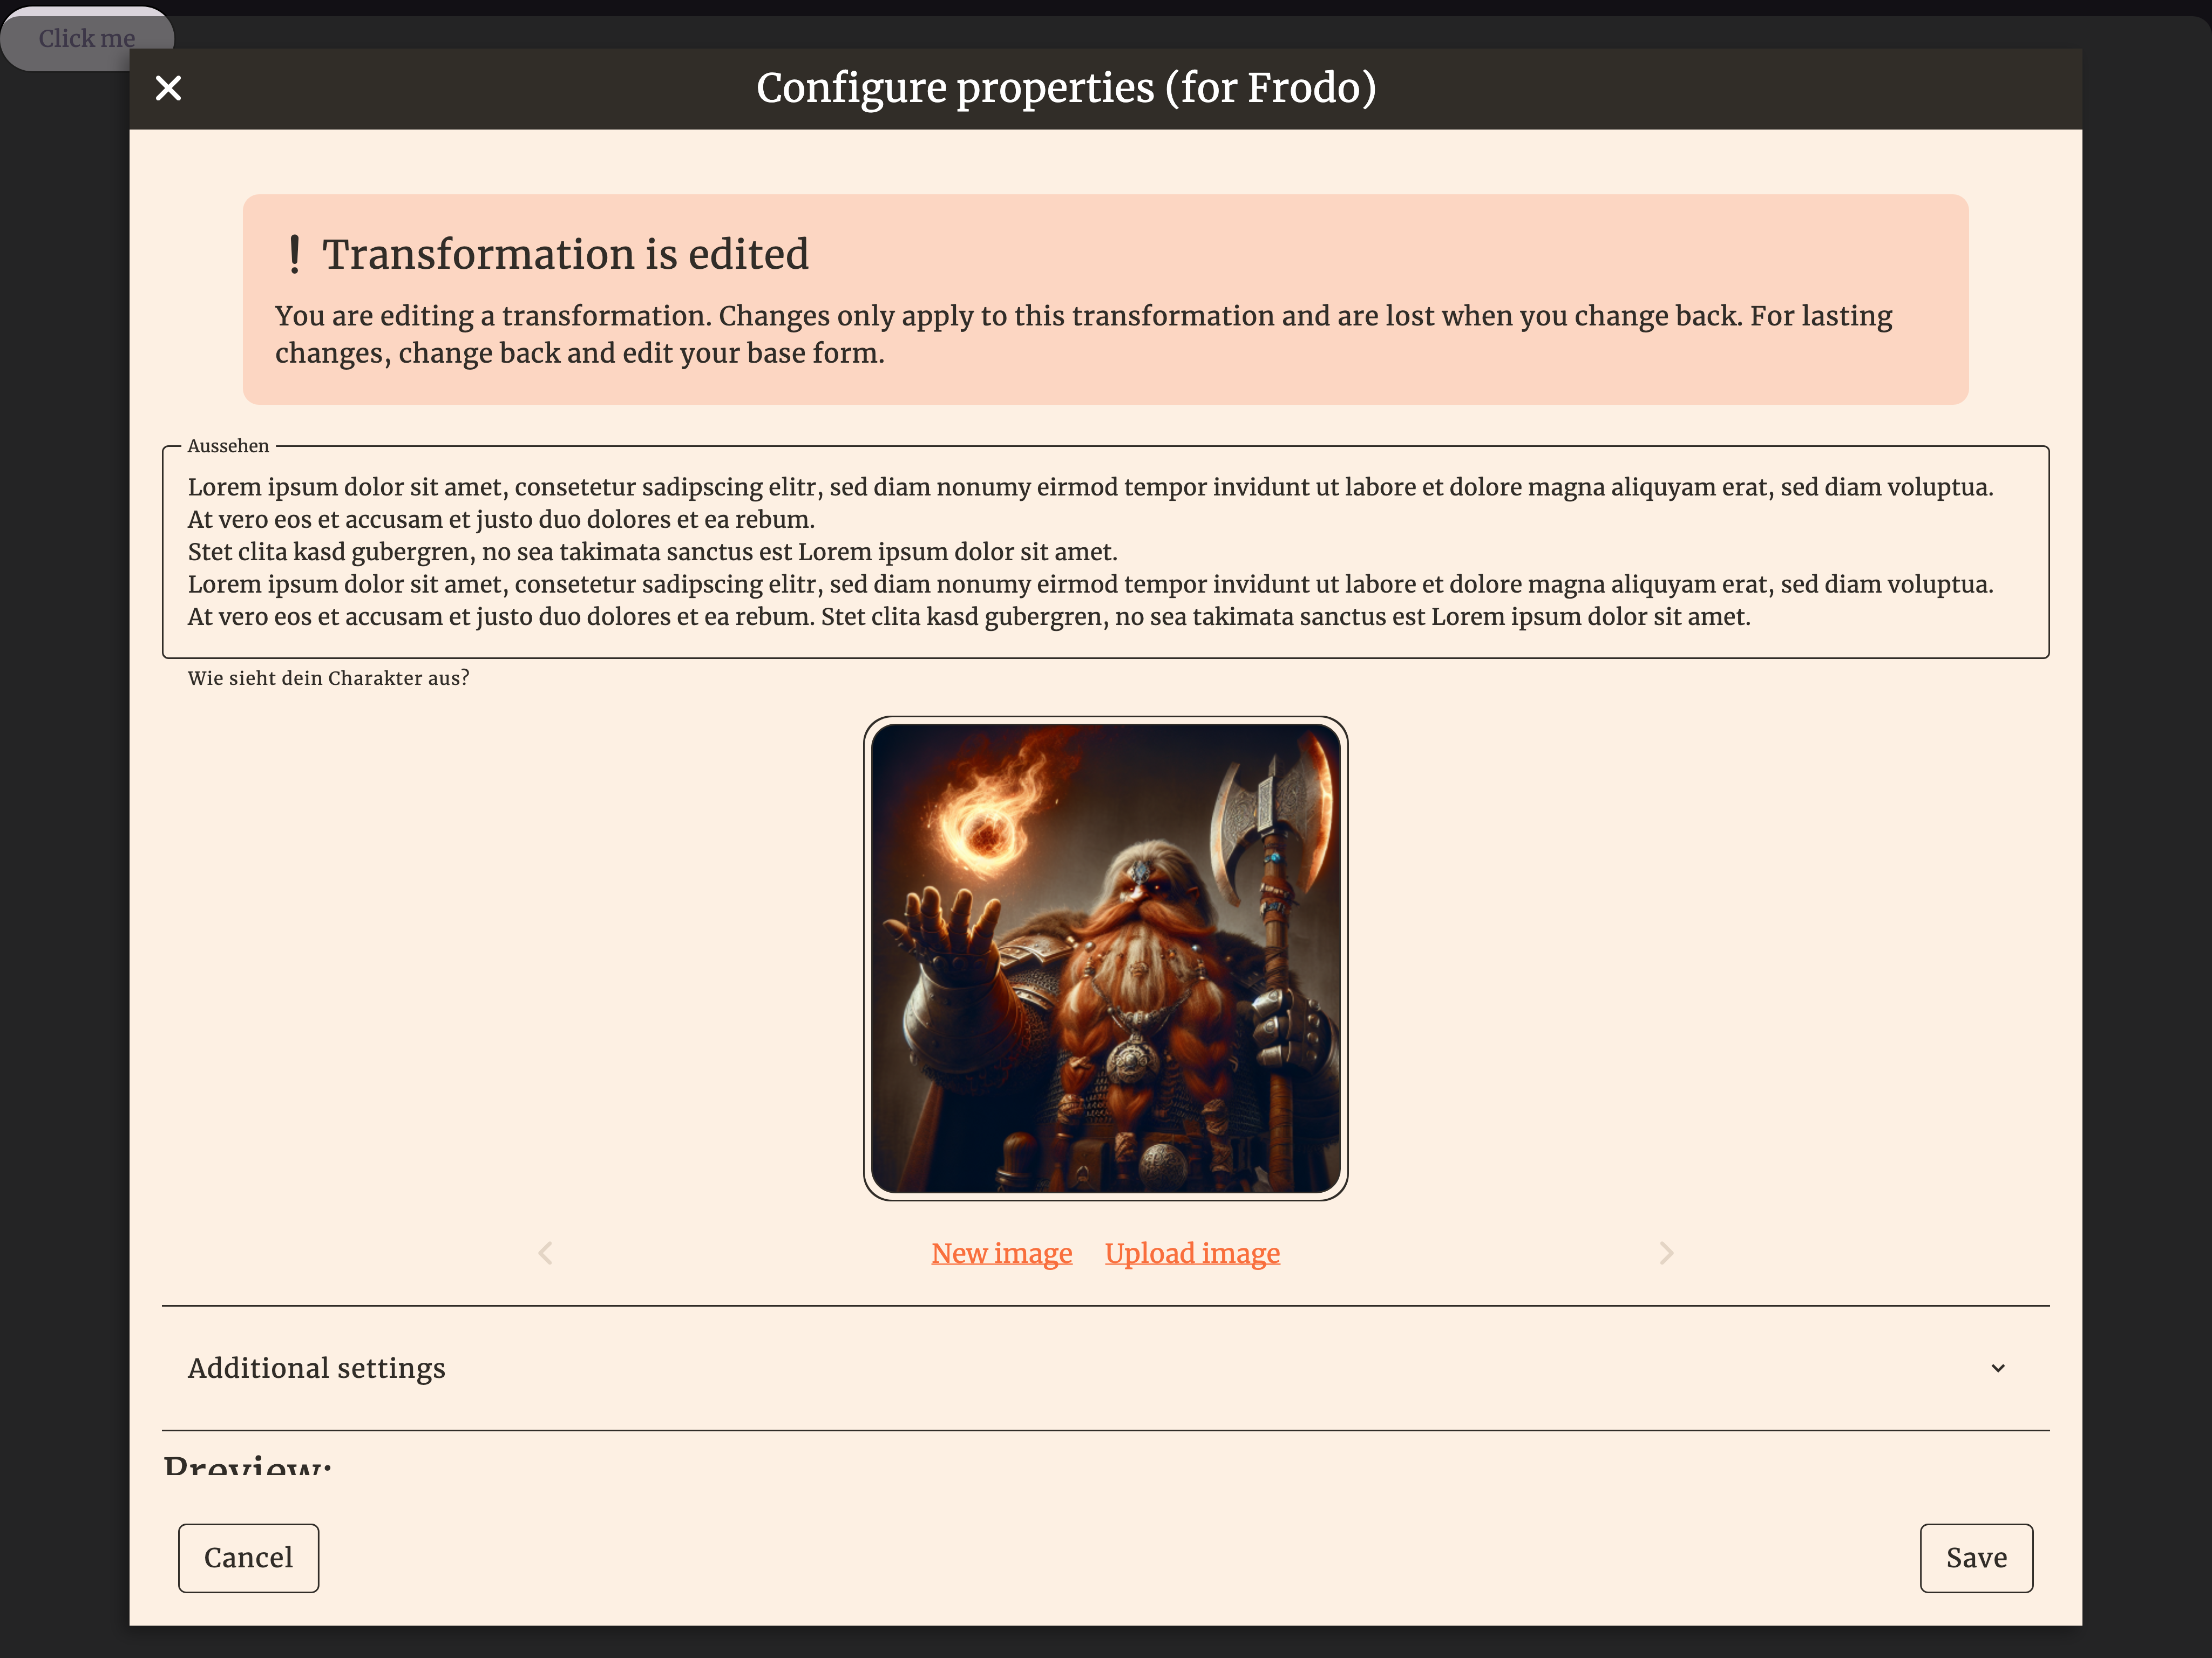 Click me
Configure properties (for Frodo)
! Transformation is edited
You are editing a transformation. Changes only apply to this transformation and are lost when you change back. For lasting
changes, change back and edit your base form.
Aussehen
Lorem ipsum dolor sit amet, consetetur sadipscing elitr, sed diam nonumy eirmod tempor invidunt ut labore et dolore magna aliquyam erat, sed diam voluptua.
At vero eos et accusam et justo duo dolores et ea rebum.
Stet clita kasd gubergren, no sea takimata sanctus est Lorem ipsum dolor sit amet.
Lorem ipsum dolor sit amet, consetetur sadipscing elitr, sed diam nonumy eirmod tempor invidunt ut labore et dolore magna aliquyam erat, sed diam voluptua.
At vero eos et accusam et justo duo dolores et ea rebum. Stet clita kasd gubergren, no sea takimata sanctus est Lorem ipsum dolor sit amet.
Wie sieht dein Charakter aus?
New image Upload image
Additional settings
Preview:
Cancel Save